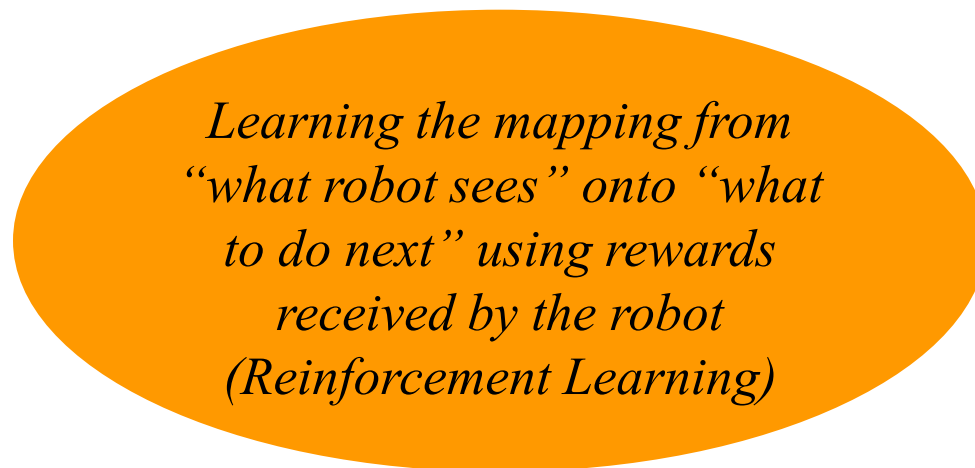 Learning the mapping from
“what robot sees” onto “what
to do next” using rewards
received by the robot
(Reinforcement Learning)